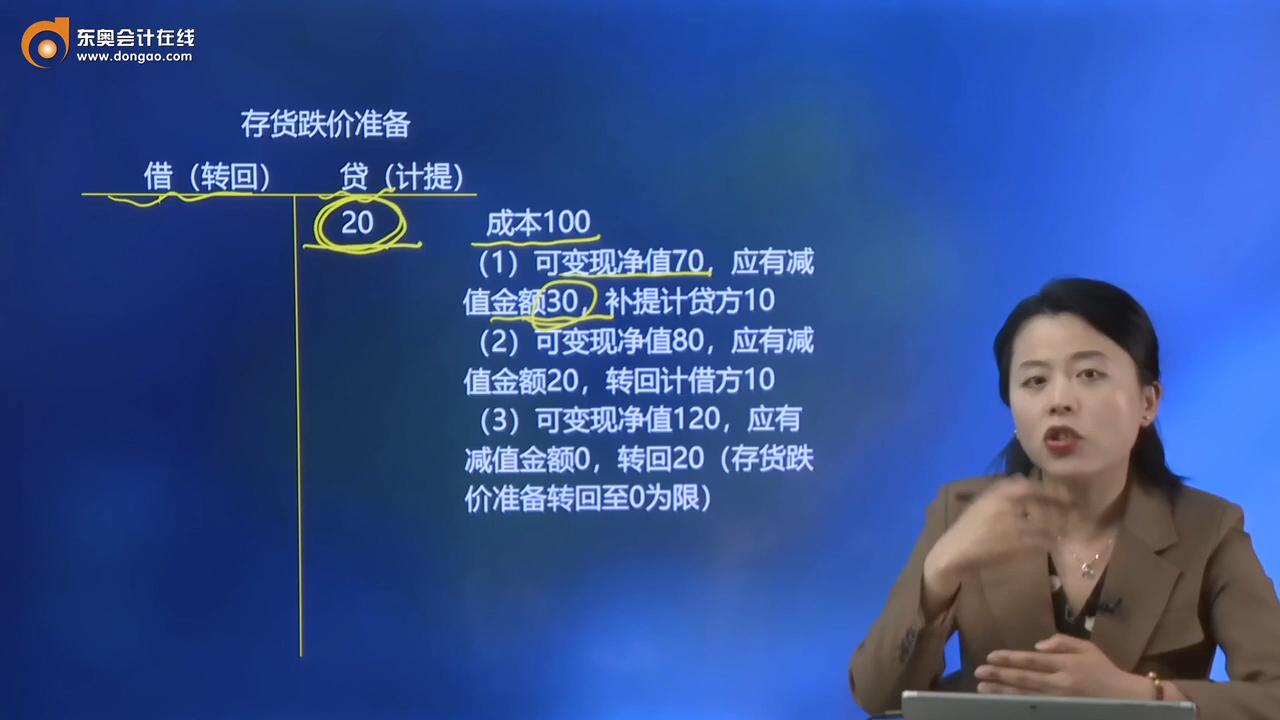 东奥会计在线
www.dongao.com
存货跌价准备
借（转回） 贷（计提）
20 成本100
（1）可变现净值70，应有减
值金额30，补提计贷方10
（2）可变现净值80，应有减
值金额20，转回计借方10
（3）可变现净值120，应有
减值金额0，转回20（存货跌
价准备转回至0为限）